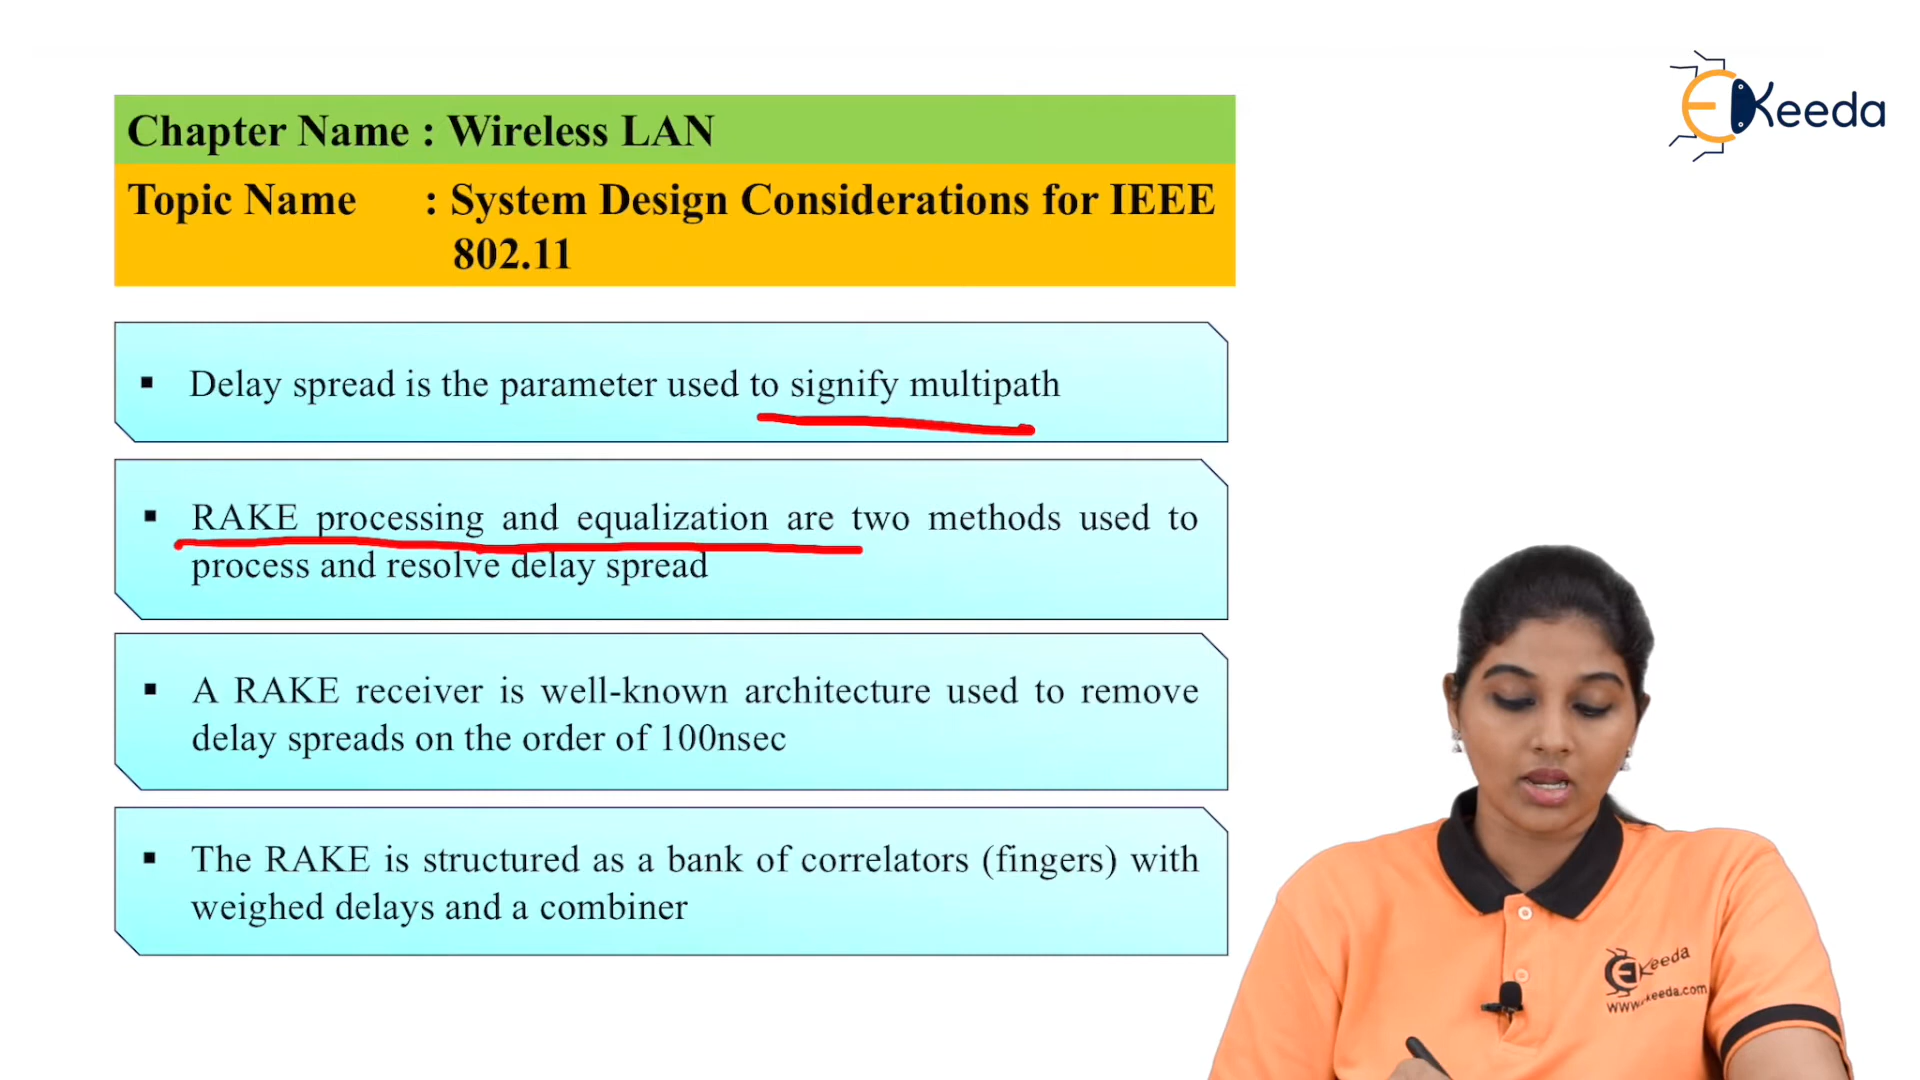 Keeda
Chapter Name : Wireless LAN
Topic Name : System Design Considerations for IEEE
802.11
▪ Delay spread is the parameter used to signify multipath
▪ RAKE processing and equalization are two methods used to
process and resolve delay spread
▪ A RAKE receiver is well-known architecture used to remove
delay spreads on the order of 100nsec
▪ The RAKE is structured as a bank of correlators (fingers) with
weighed delays and a combiner
Keeda
www.ekeeda.com